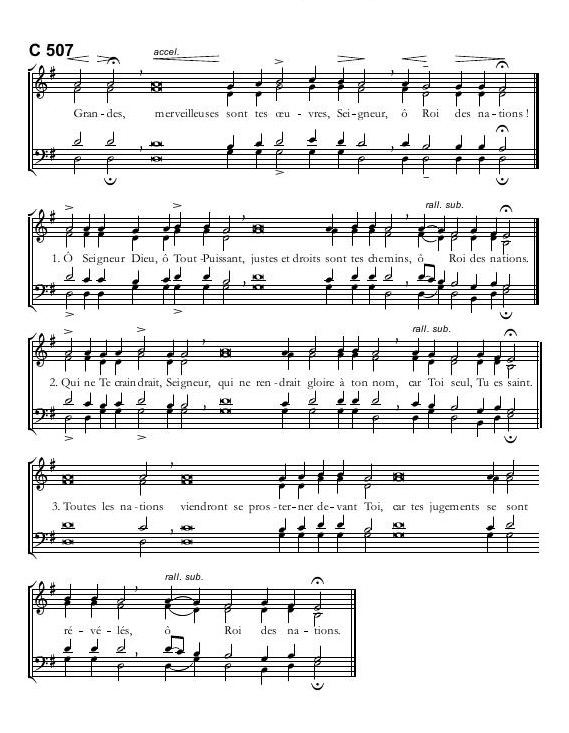 C 507
accel.
Gran - des, merveilleuses sont tes œu - vres, Sei - gneur, ô Roi des na - tions !
rall. sub.
1. Ô Seigneur Dieu, ô Tout - Puissant, justes et droits sont tes chemins, ô Roi des nations.
rall. sub.
2. Qui ne Te craindrait, Seigneur, qui ne ren - drait gloire à ton nom, car Toi seul, Tu es saint.
3. Toutes les na - tions viendront se pros - ter - ner de - vant Toi, car tes jugements se sont
rall. sub.
ré - vé - lés, ô Roi des na - tions.